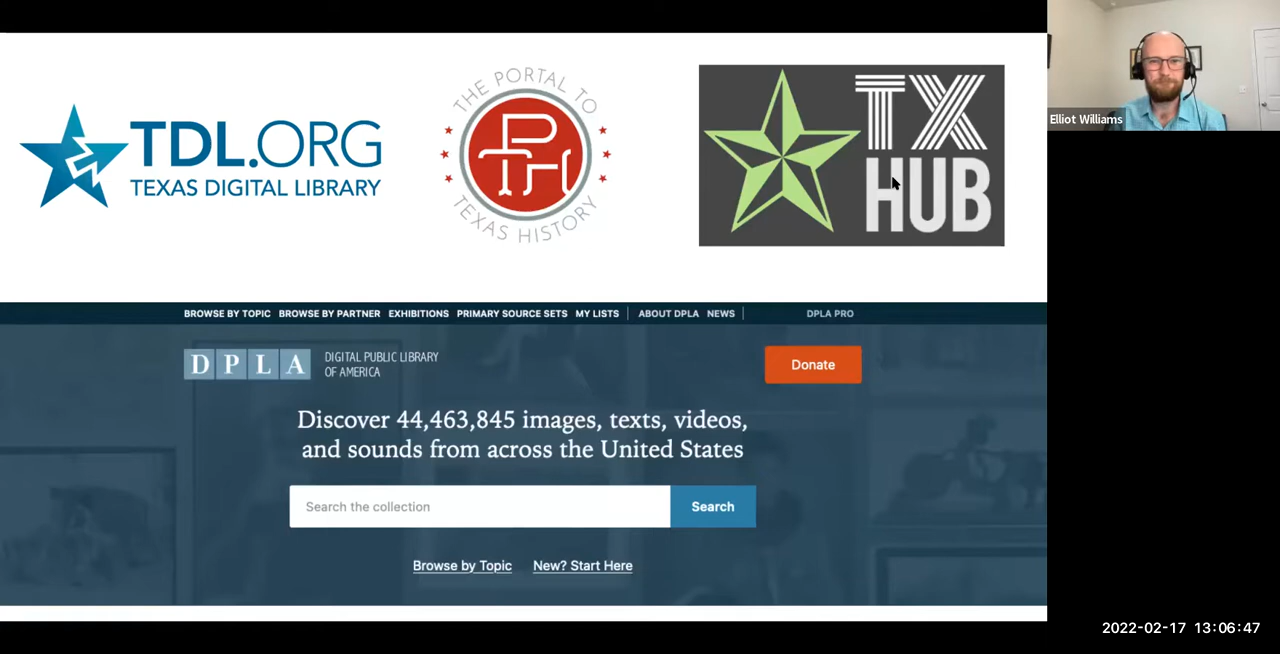 TDL.ORG
TEXAS DIGITAL LIBRARY
THE PORTAL TO
PTH
TEXAS HISTORY
TX
HUB
Elliot Williams
BROWSE BY TOPIC BROWSE BY PARTNER EXHIBITIONS PRIMARY SOURCE SETS MY LISTS ABOUT DPLA NEWS DPLA PRO
DPLA DIGITAL PUBLIC LIBRARY
OF AMERICA
Donate
Discover 44,463,845 images, texts, videos,
and sounds from across the United States
Search the collection Search
Browse by Topic New? Start Here
2022-02-17 13:06:47